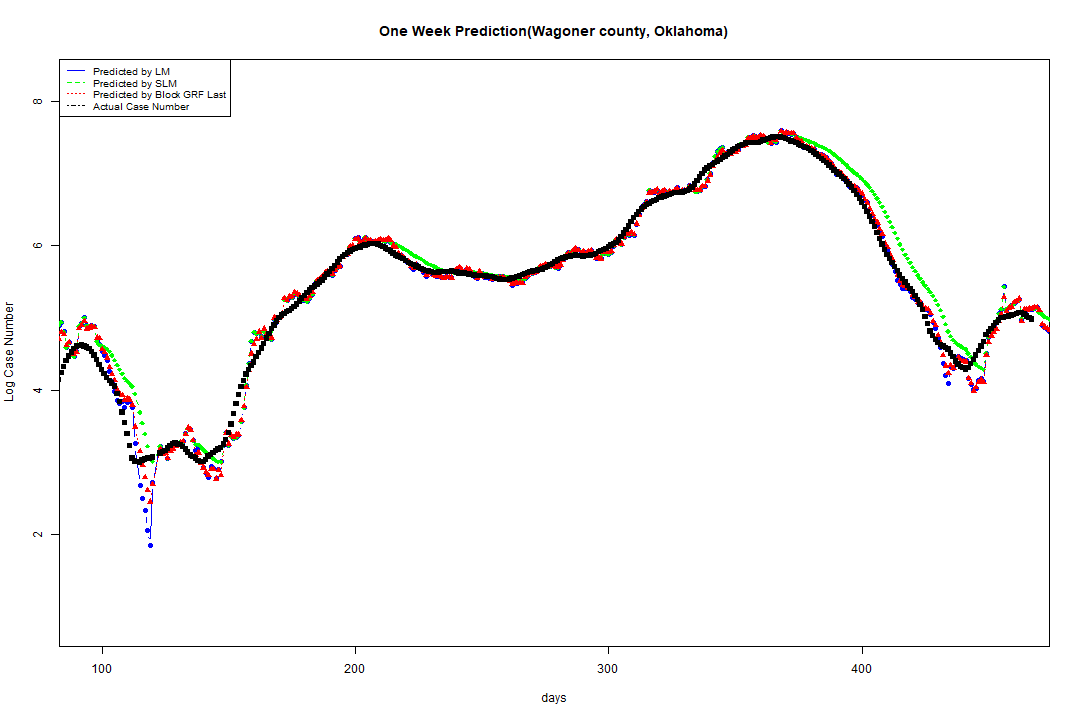 One Week Prediction(Wagoner county, Oklahoma)
Predicted by LM
Predicted by SLM
Predicted by Block GRF Last
Actual Case Number
8
6
4
2
Log Case Number
100 200 300 400
days